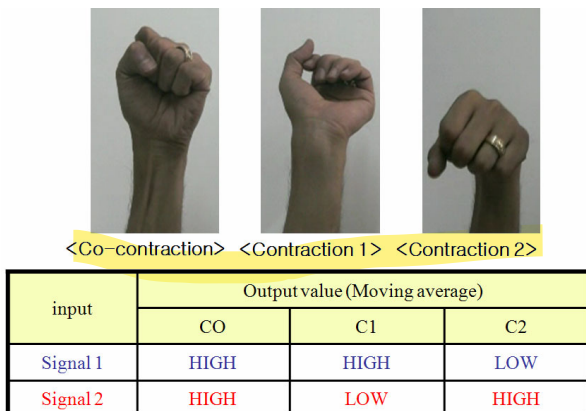 <Co-contraction> <Contraction 1> <Contraction 2>
input
Output value (Moving average)
CO C1 C2
Signal 1 HIGH HIGH LOW
Signal 2 HIGH LOW HIGH